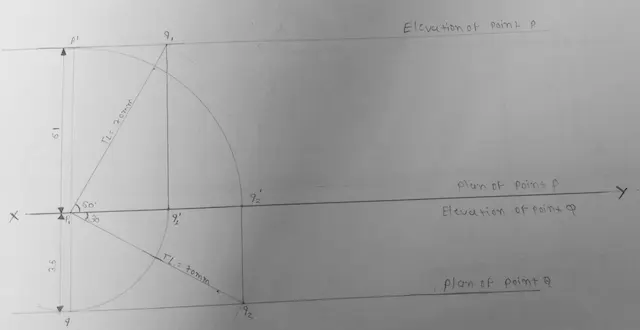 Elevation of point P
p'
q₁
TL=70mm
51
plan of point p
Y
q₂'
X
60°
30
q₁'
Elevation of point Q
TL=70mm
35
plan of point Q
q
q₂